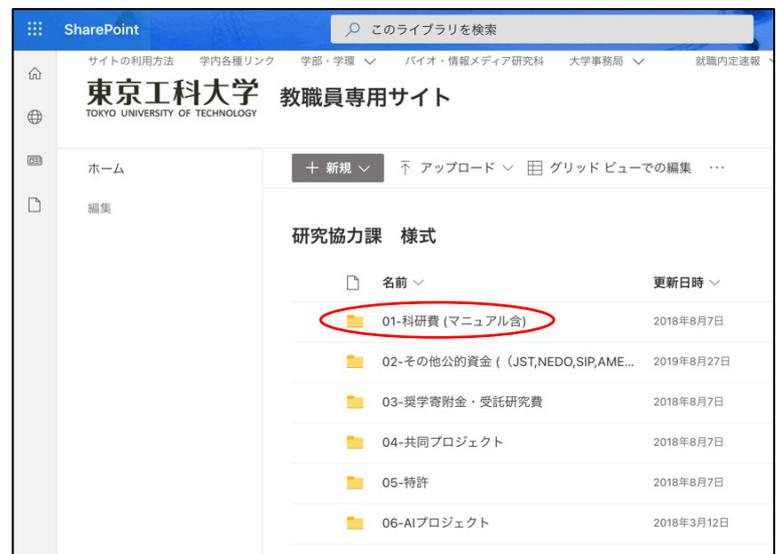 SharePoint
このライブラリを検索
サイトの利用方法 学内各種リンク 学部・学環 バイオ・情報メディア研究科 大学事務局 就職内定速報
東京工科大学
TOKYO UNIVERSITY OF TECHNOLOGY
教職員専用サイト
ホーム
編集
+ 新規 アップロード グリッド ビューでの編集 ···
研究協力課 様式
名前 更新日時
01-科研費 (マニュアル含) 2018年8月7日
02-その他公的資金 (（JST,NEDO,SIP,AME... 2019年8月27日
03-奨学寄附金・受託研究費 2018年8月7日
04-共同プロジェクト 2018年8月7日
05-特許 2018年8月7日
06-AIプロジェクト 2018年3月12日